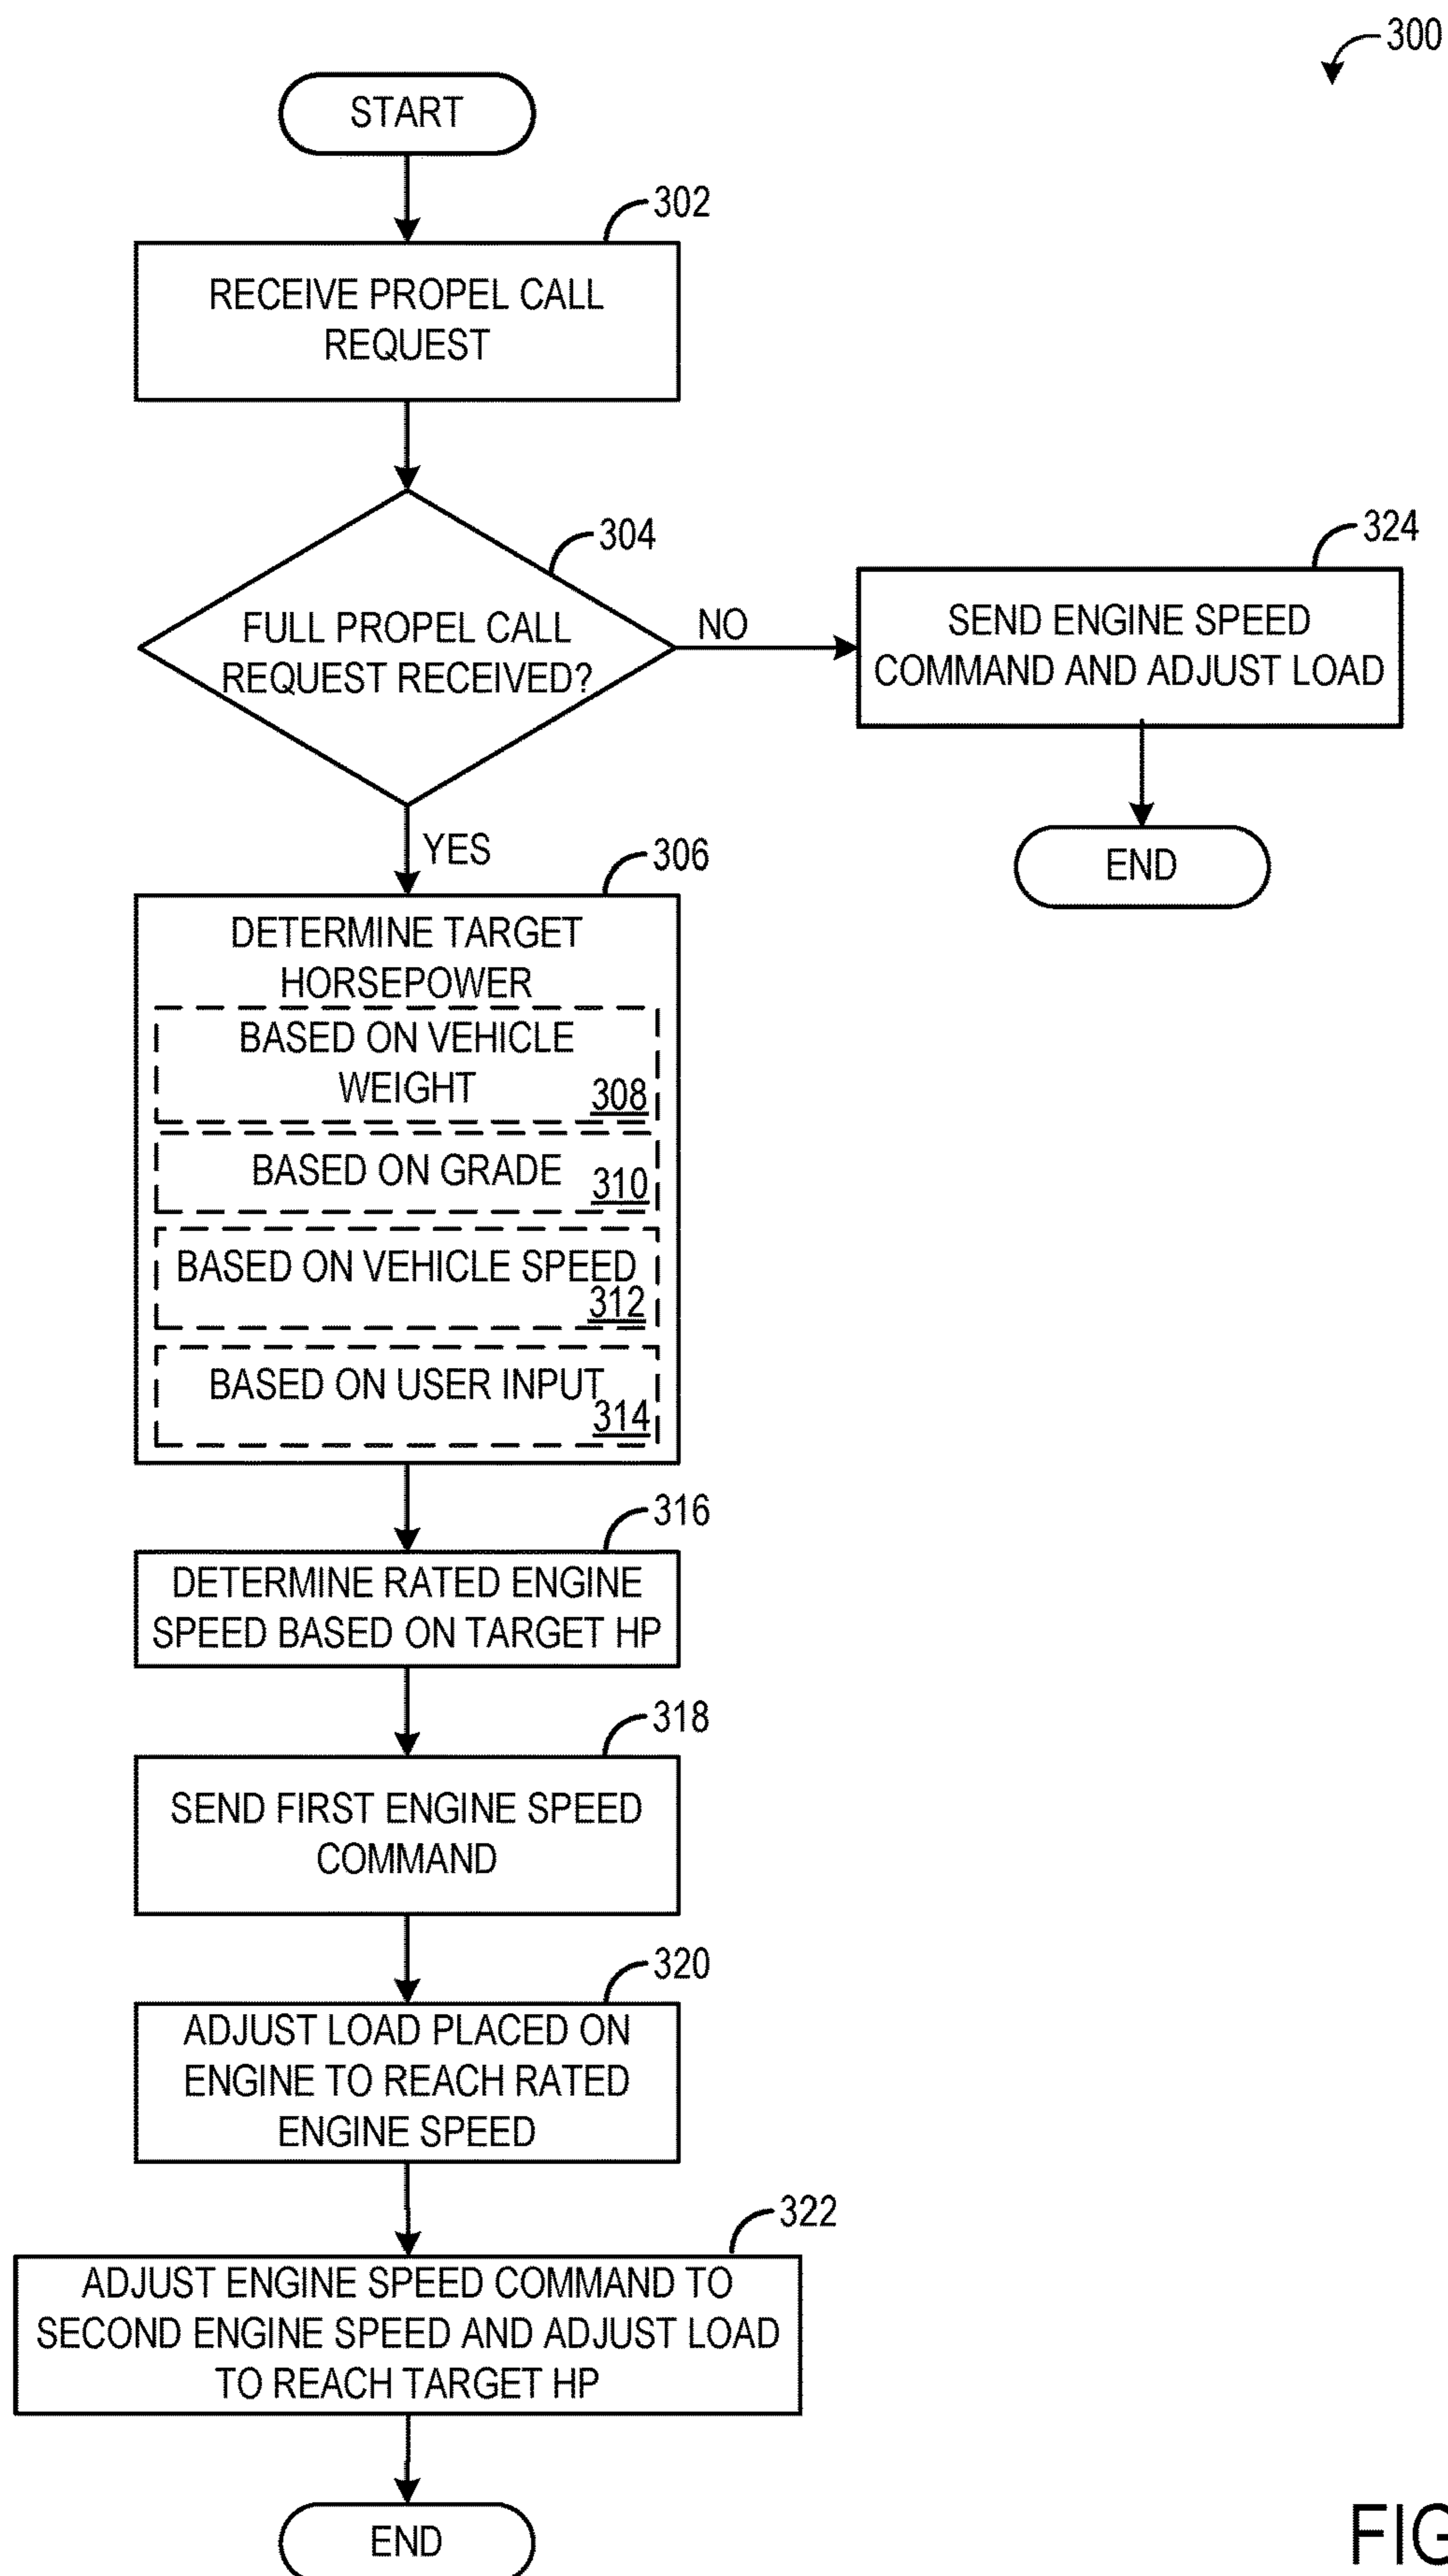 300
START
302
RECEIVE PROPEL CALL
REQUEST
304
FULL PROPEL CALL
REQUEST RECEIVED?
NO
324
SEND ENGINE SPEED
COMMAND AND ADJUST LOAD
END
YES
306
DETERMINE TARGET
HORSEPOWER
BASED ON VEHICLE
WEIGHT
308
BASED ON GRADE
310
BASED ON VEHICLE SPEED
312
BASED ON USER INPUT
314
316
DETERMINE RATED ENGINE
SPEED BASED ON TARGET HP
318
SEND FIRST ENGINE SPEED
COMMAND
320
ADJUST LOAD PLACED ON
ENGINE TO REACH RATED
ENGINE SPEED
322
ADJUST ENGINE SPEED COMMAND TO
SECOND ENGINE SPEED AND ADJUST LOAD
TO REACH TARGET HP
END